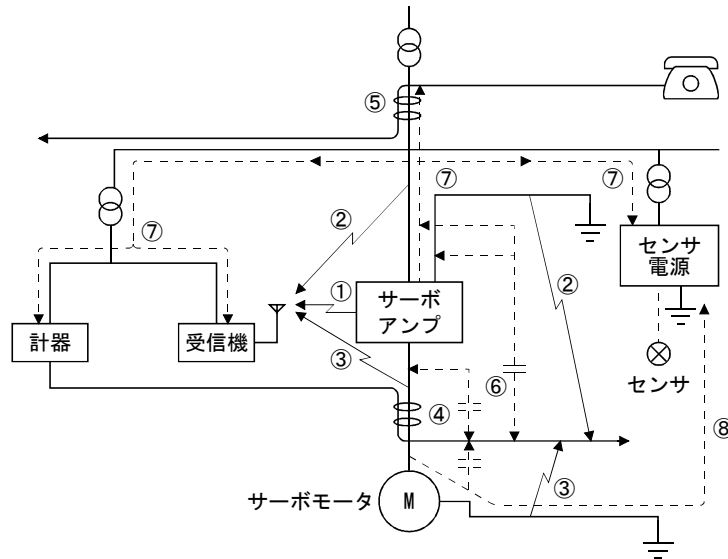 ⑤
⑦
⑦
②
⑦
センサ
電源
①
サーボ
アンプ
②
計器
受信機
③
センサ
⑥
④
⑧
サーボモータ
M
③